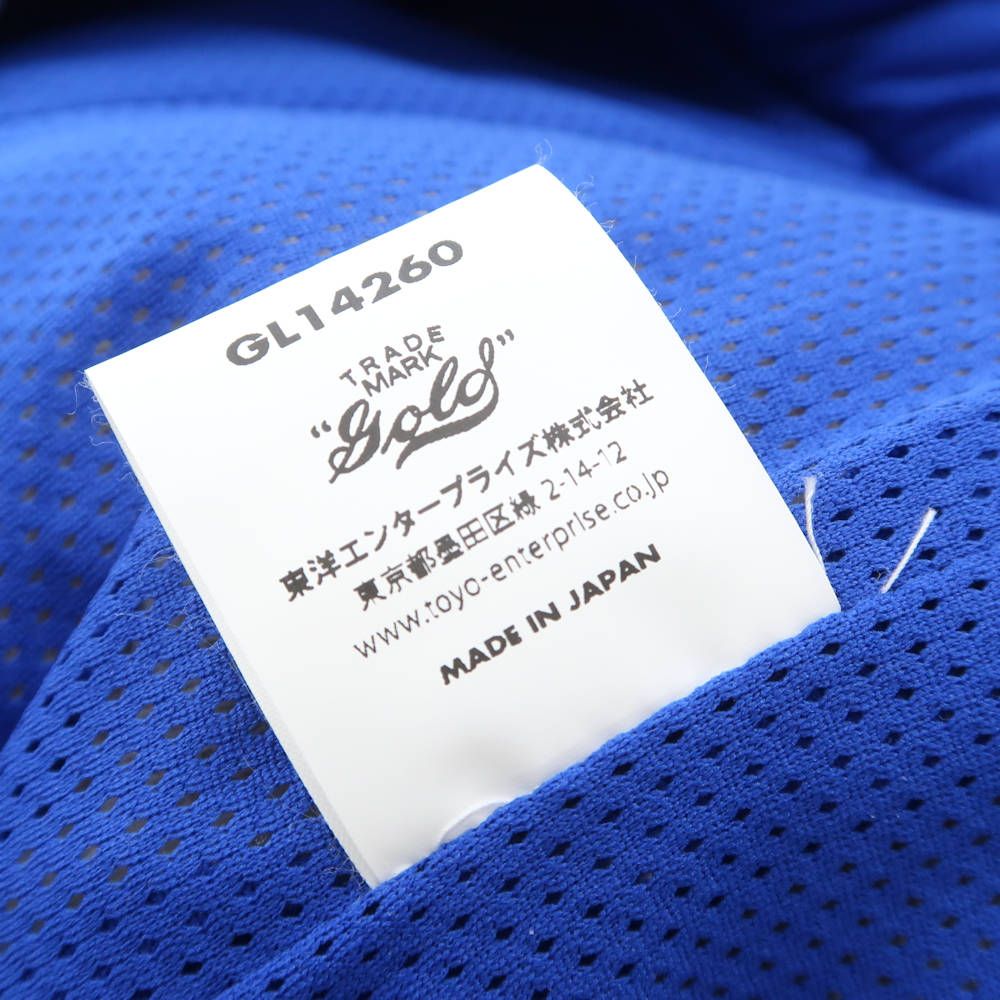 GL14260
TRADE
MARK
"Gold"
東洋エンタープライズ株式会社
東京都墨田区緑 2-14-12
www.toyo-enterprise.co.jp
MADE IN JAPAN